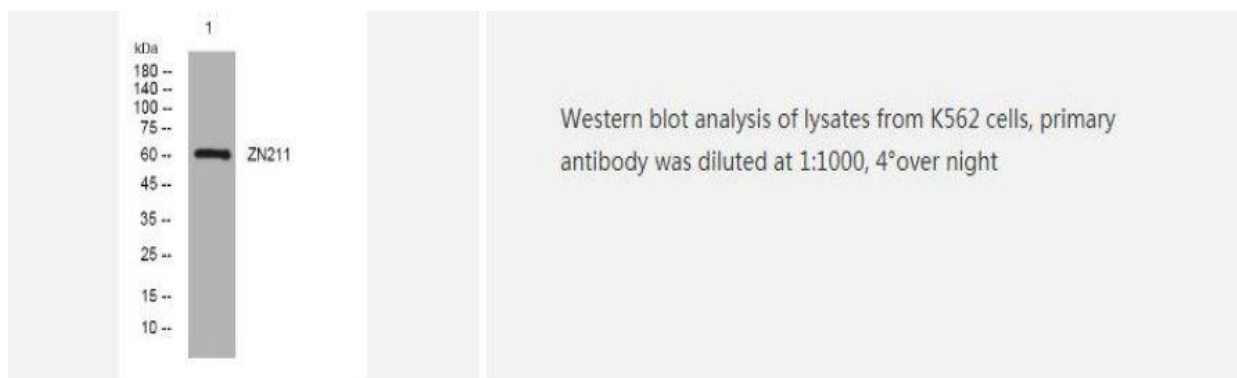 1
kDa
180 --
140 --
100 --
75 --
60 -- ZN211
45 --
35 --
25 --
15 --
10 --
Western blot analysis of lysates from K562 cells, primary
antibody was diluted at 1:1000, 4°over night